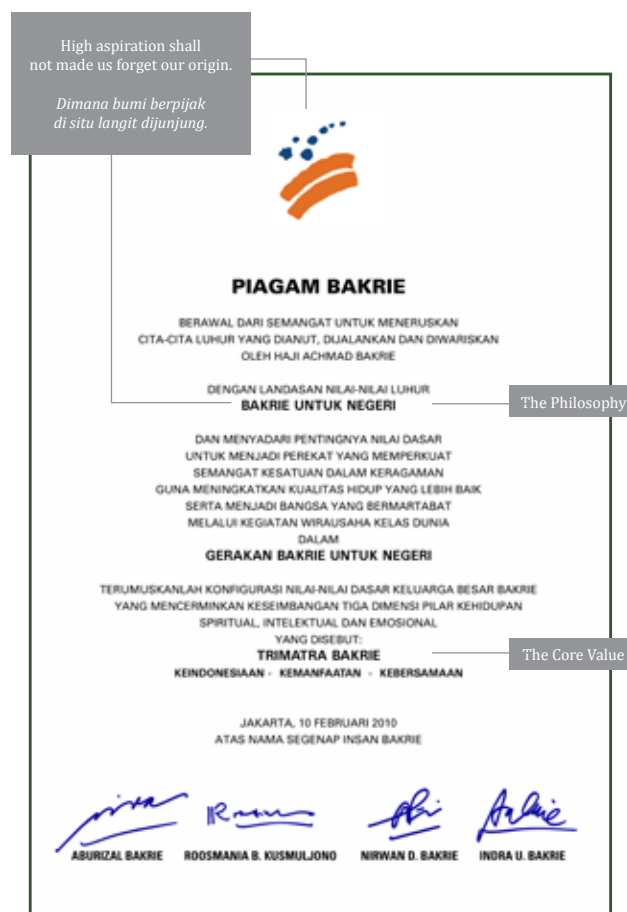 High aspiration shall
not made us forget our origin.
Dimana bumi berpijak
di situ langit dijunjung.
PIAGAM BAKRIE
BERAWAL DARI SEMANGAT UNTUK MENERUSKAN
CITA-CITA LUHUR YANG DIANUT, DIJALANKAN DAN DIWARISKAN
OLEH HAJI ACHMAD BAKRIE
DENGAN LANDASAN NILAI-NILAI LUHUR
BAKRIE UNTUK NEGERI
The Philosophy
DAN MENYADARI PENTINGNYA NILAI DASAR
UNTUK MENJADI PEREKAT YANG MEMPERKUAT
SEMANGAT KESATUAN DALAM KERAGAMAN
GUNA MENINGKATKAN KUALITAS HIDUP YANG LEBIH BAIK
SERTA MENJADI BANGSA YANG BERMARTABAT
MELALUI KEGIATAN WIRAUSAHA KELAS DUNIA
DALAM
GERAKAN BAKRIE UNTUK NEGERI
TERUMUSKANLAH KONFIGURASI NILAI-NILAI DASAR KELUARGA BESAR BAKRIE
YANG MENCERMINKAN KESEIMBANGAN TIGA DIMENSI PILAR KEHIDUPAN
SPIRITUAL, INTELEKTUAL DAN EMOSIONAL
YANG DISEBUT:
TRIMATRA BAKRIE
The Core Value
KEINDONESIAAN - KEMANFAATAN - KEBERSAMAAN
JAKARTA, 10 FEBRUARI 2010
ATAS NAMA SEGENAP INSAN BAKRIE
ABURIZAL BAKRIE ROOSMANIA B. KUSMULJONO NIRWAN D. BAKRIE INDRA U. BAKRIE